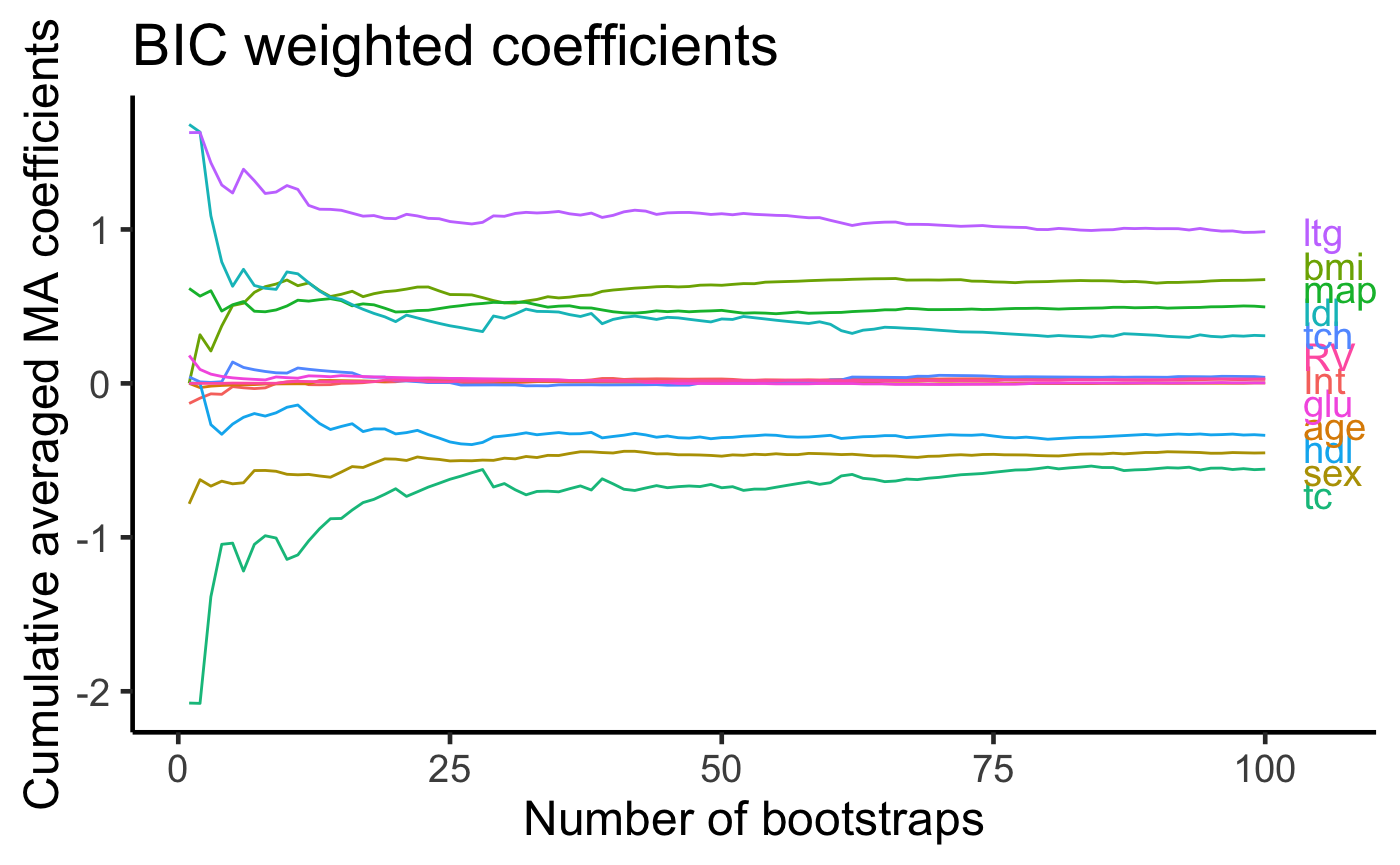 BIC weighted coefficients
Cumulative averaged MA coefficients
1
0
-1
-2
0 25 50 75 100
Number of bootstraps
ltg
bmi
map
ldl
tch
RV
Int
glu
age
hdl
sex
tc